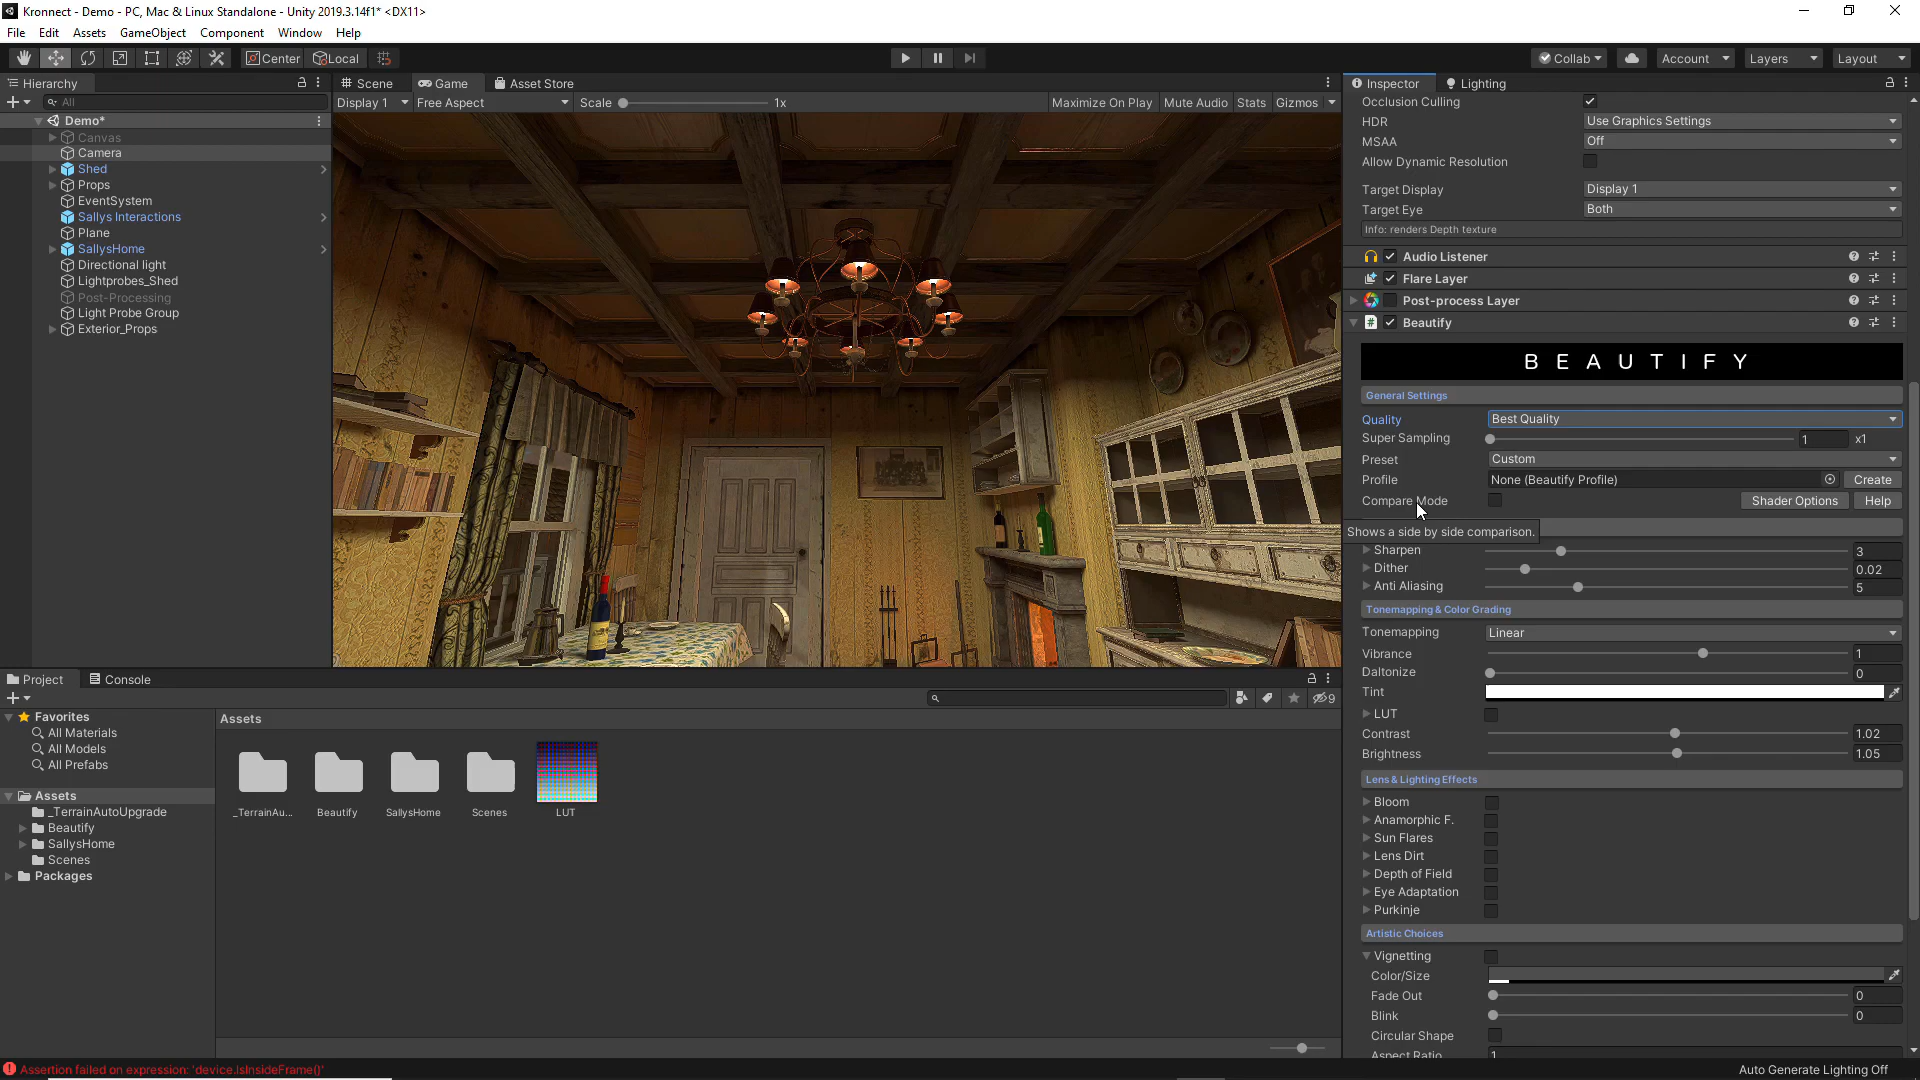 Kronnect - Demo - PC, Mac & Linux Standalone - Unity 2019.3.14f1* <DX11>
File Edit Assets GameObject Component Window Help
Center Local Collab Account Layers Layout
Hierarchy
All
Demo*
Canvas
Camera
Shed
Props
EventSystem
Sallys Interactions
Plane
SallysHome
Directional light
Lightprobes_Shed
Post-Processing
Light Probe Group
Exterior_Props
Scene Game Asset Store
Display 1 Free Aspect Scale 1x Maximize On Play Mute Audio Stats Gizmos
Inspector Lighting
Occlusion Culling
HDR Use Graphics Settings
MSAA Off
Allow Dynamic Resolution
Target Display Display 1
Target Eye Both
Info: renders Depth texture
Audio Listener
Flare Layer
Post-process Layer
# Beautify
BEAUTIFY
General Settings
Quality Best Quality
Super Sampling 1 x1
Preset Custom
Profile None (Beautify Profile) Create
Compare Mode Shader Options Help
Shows a side by side comparison.
Sharpen 3
Dither 0.02
Anti Aliasing 5
Tonemapping & Color Grading
Tonemapping Linear
Vibrance 1
Daltonize 0
Tint
LUT
Contrast 1.02
Brightness 1.05
Lens & Lighting Effects
Bloom
Anamorphic F.
Sun Flares
Lens Dirt
Depth of Field
Eye Adaptation
Purkinje
Artistic Choices
Vignetting
Color/Size
Fade Out 0
Blink 0
Circular Shape
Aspect Ratio 1
Project Console
9
Favorites
All Materials
All Models
All Prefabs
Assets
_TerrainAutoUpgrade
Beautify
SallysHome
Scenes
Packages
Assets
_TerrainAu... Beautify SallysHome Scenes LUT
Assertion failed on expression: 'device.IsInsideFrame()'
Auto Generate Lighting Off